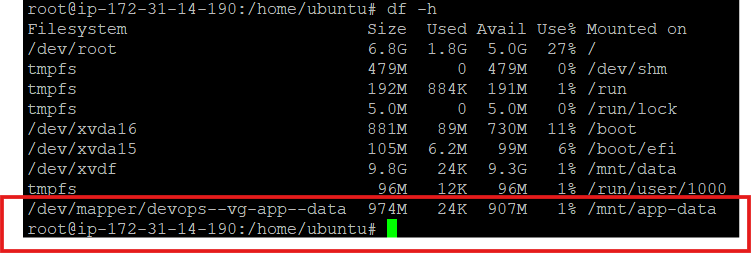 root@ip-172-31-14-190:/home/ubuntu# df -h
Filesystem Size Used Avail Use% Mounted on
/dev/root 6.8G 1.8G 5.0G 27% /
tmpfs 479M 0 479M 0% /dev/shm
tmpfs 192M 884K 191M 1% /run
tmpfs 5.0M 0 5.0M 0% /run/lock
/dev/xvda16 881M 89M 730M 11% /boot
/dev/xvda15 105M 6.2M 99M 6% /boot/efi
/dev/xvdf 9.8G 24K 9.3G 1% /mnt/data
tmpfs 96M 12K 96M 1% /run/user/1000
/dev/mapper/devops--vg-app--data 974M 24K 907M 1% /mnt/app-data
root@ip-172-31-14-190:/home/ubuntu#